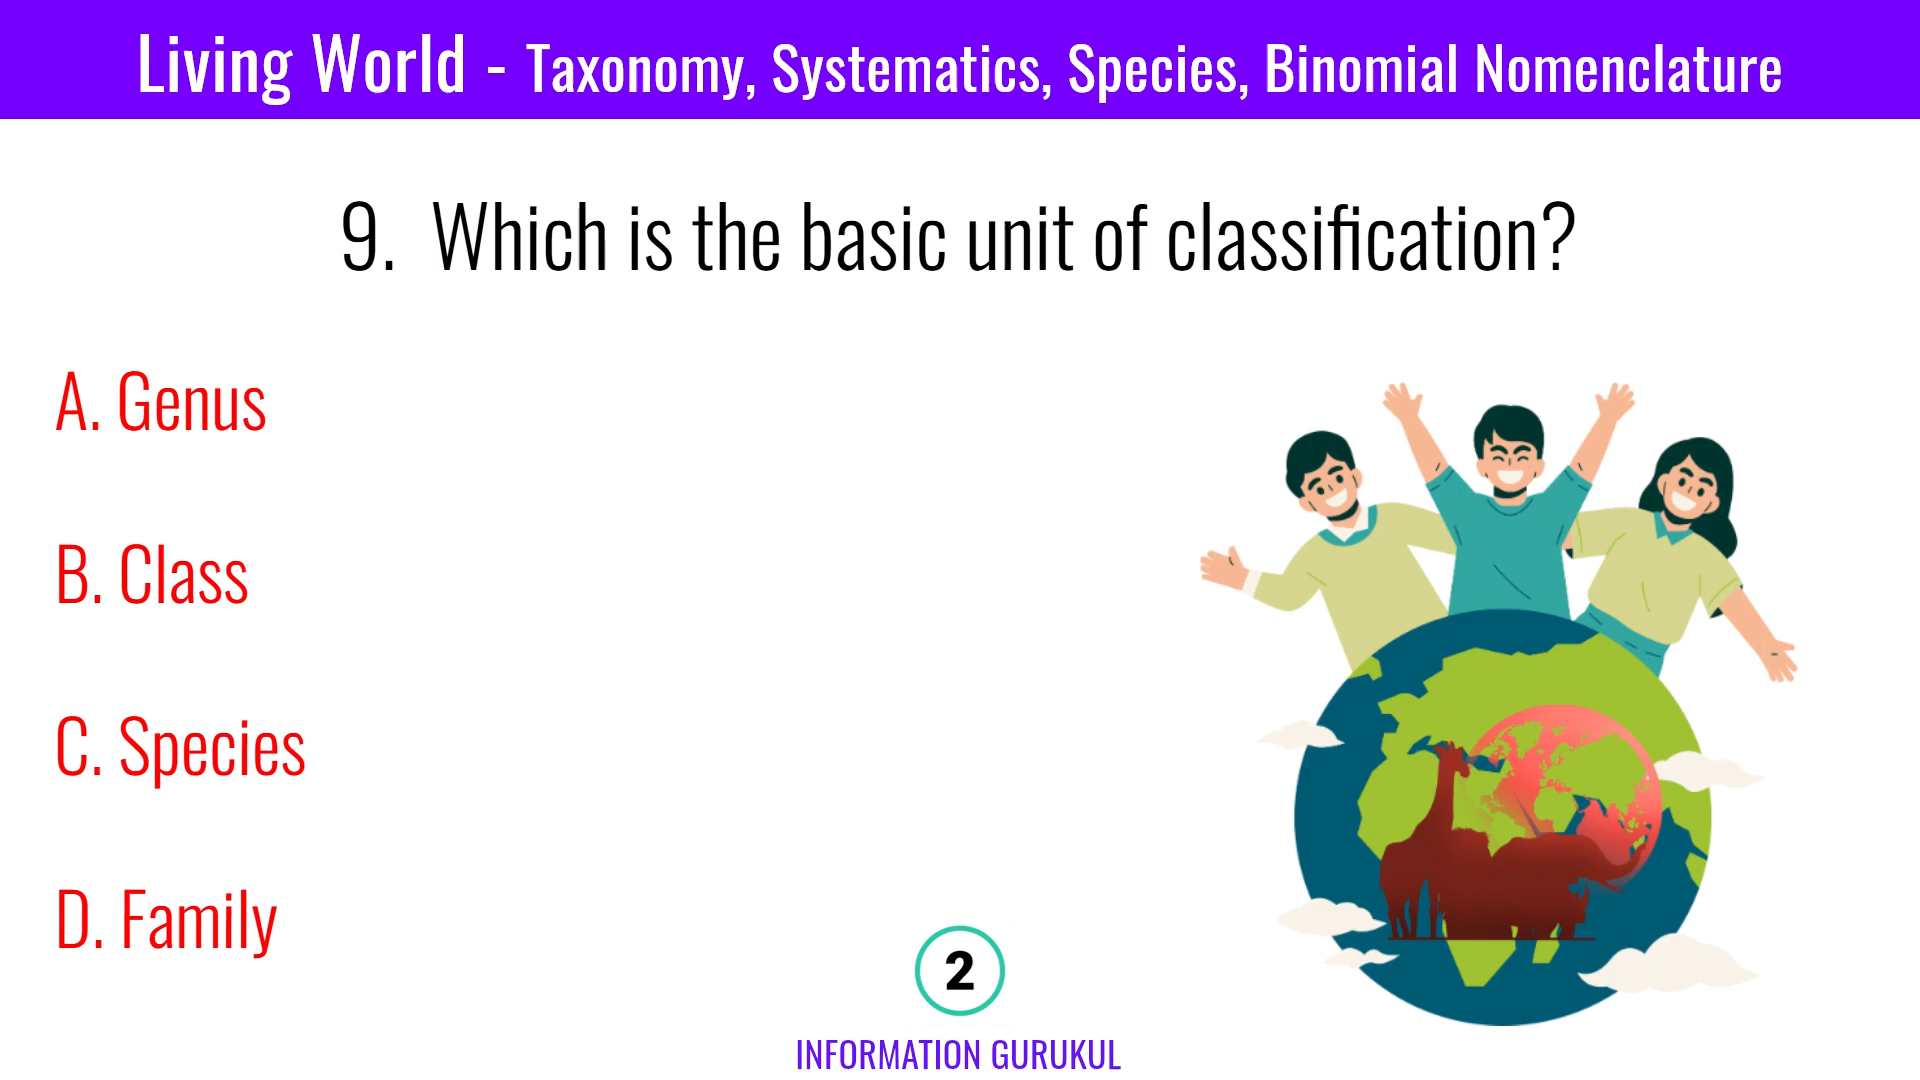 Living World - Taxonomy, Systematics, Species, Binomial Nomenclature
9. Which is the basic unit of classification?
A. Genus
B. Class
C. Species
D. Family
2
INFORMATION GURUKUL